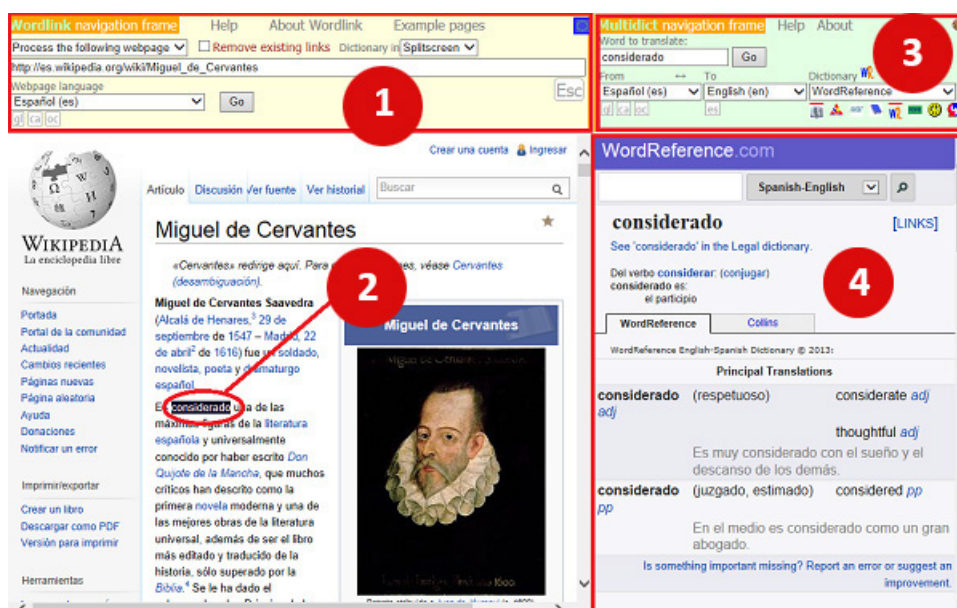 Wordlink navigation frame Help About Wordlink Example pages
Process the following webpage Remove existing links Dictionary in Splitscreen
http://es.wikipedia.org/wiki/Miguel_de_Cervantes
Webpage language
Español (es) Go Esc
gl ca oc
1
Multidict navigation frame Help About
Word to translate:
considerado Go
From ↔ To Dictionary
Español (es) English (en) WordReference
gl ca oc es
3
Crear una cuenta Ingresar
Artículo Discusión Ver fuente Ver historial Buscar
WIKIPEDIA
La enciclopedia libre
Navegación
Portada
Portal de la comunidad
Actualidad
Cambios recientes
Páginas nuevas
Página aleatoria
Ayuda
Donaciones
Notificar un error
Imprimir/exportar
Crear un libro
Descargar como PDF
Versión para imprimir
Herramientas
Miguel de Cervantes
«Cervantes» redirige aquí. Para véase Cervantes
(desambiguación).
2
Miguel de Cervantes Saavedra
(Alcalá de Henares,3 29 de
septiembre de 1547 – Madrid, 22
de abril2 de 1616) fue un soldado,
novelista, poeta y dramaturgo
español.
Es considerado una de las
máximas figuras de la literatura
española y universalmente
conocido por haber escrito Don
Quijote de la Mancha, que muchos
críticos han descrito como la
primera novela moderna y una de
las mejores obras de la literatura
universal, además de ser el libro
más editado y traducido de la
historia, sólo superado por la
Biblia.4 Se le ha dado el
Miguel de Cervantes
WordReference.com
Spanish-English
considerado [LINKS]
See 'considerado' in the Legal dictionary.
Del verbo considerar: (conjugar)
considerado es:
el participio
4
WordReference Collins
WordReference English-Spanish Dictionary © 2013:
Principal Translations
considerado adj (respetuoso) considerate adj
thoughtful adj
Es muy considerado con el sueño y el
descanso de los demás.
considerado pp (juzgado, estimado) considered pp
En el medio es considerado como un gran
abogado.
Is something important missing? Report an error or suggest an
improvement.